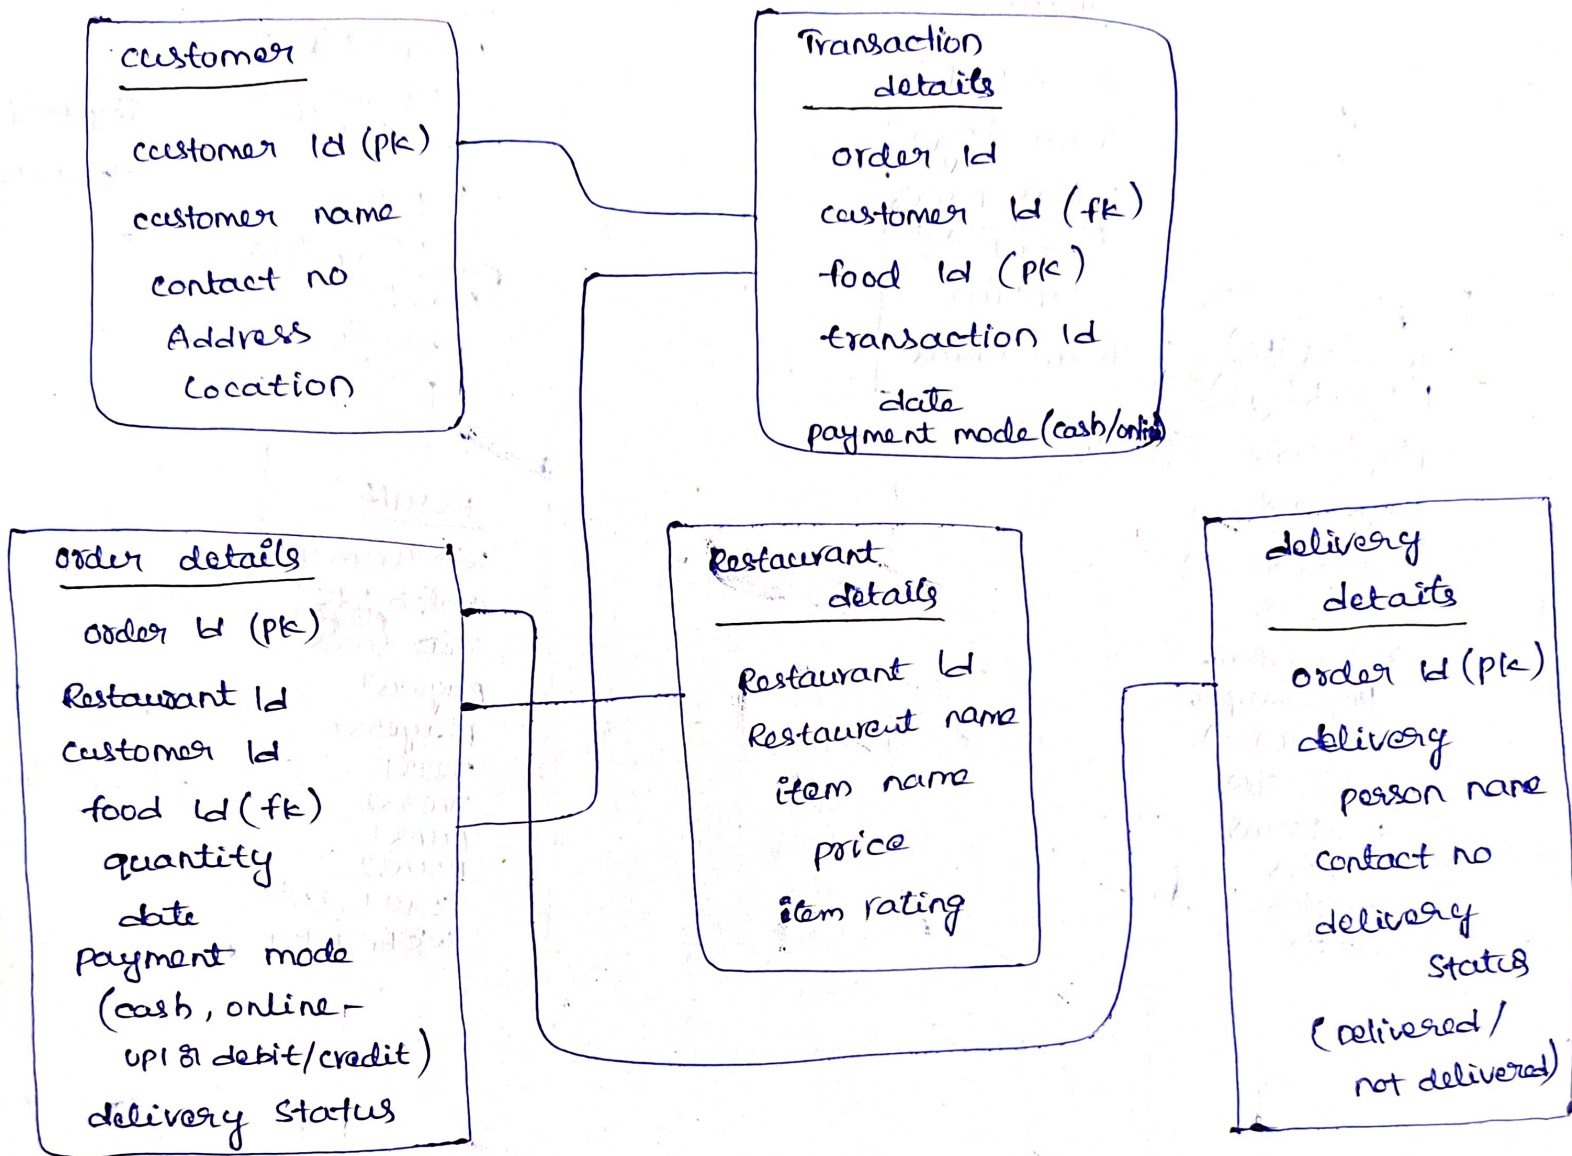 customer
customer Id (pk)
customer name
contact no
Address
Location
Transaction
details
order Id
customer Id (fk)
food Id (pk)
transaction Id
date
payment mode (cash/online)
order details
order Id (pk)
Restaurant Id
customer Id
food Id (fk)
quantity
date
payment mode
(cash, online-
UPI or debit/credit)
delivery status
Restaurant
details
Restaurant Id
Restaurent name
item name
price
item rating
delivery
details
order Id (pk)
delivery
person name
contact no
delivery
status
(Delivered/
not delivered)